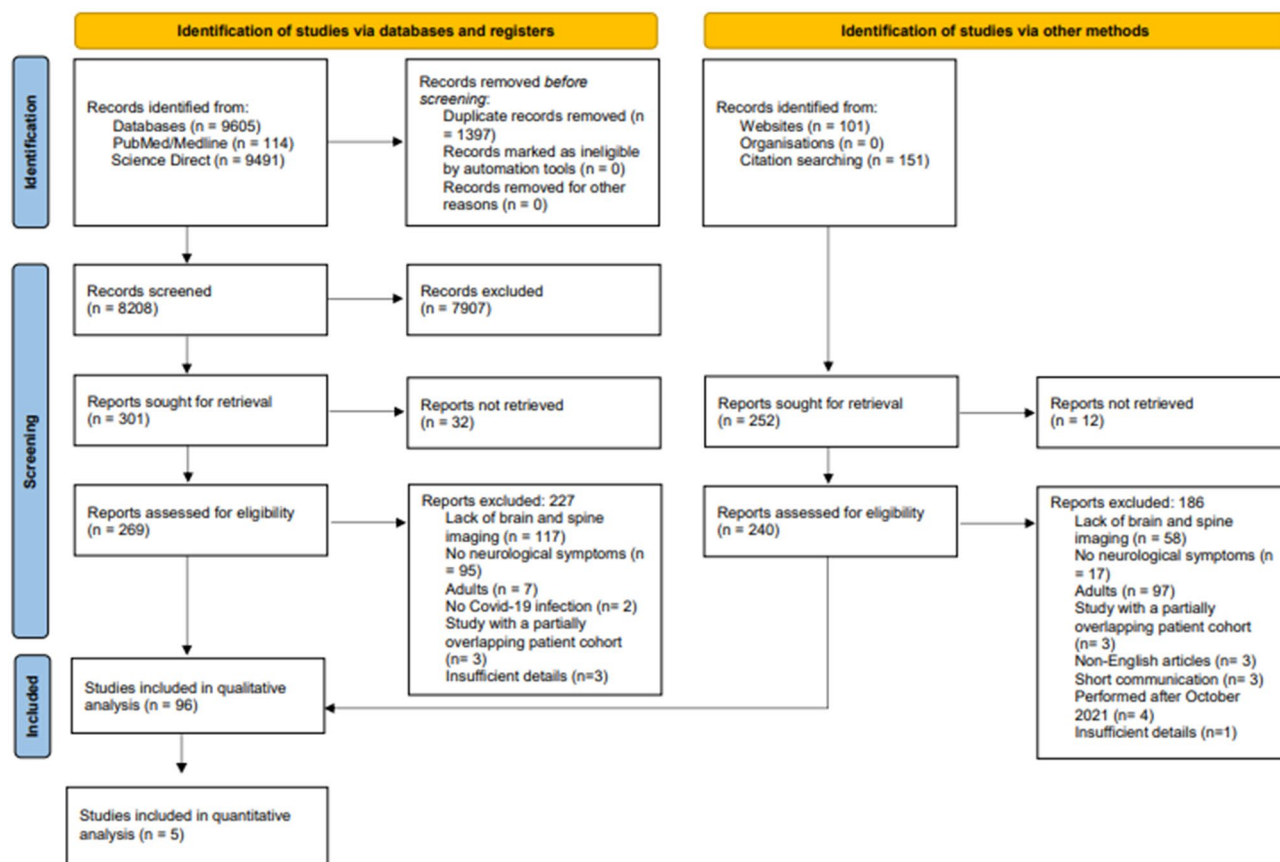 Identification of studies via databases and registers
Identification of studies via other methods
Identification
Records identified from:
Databases (n = 9605)
PubMed/Medline (n = 114)
Science Direct (n = 9491)
Records removed before
screening:
Duplicate records removed (n
= 1397)
Records marked as ineligible
by automation tools (n = 0)
Records removed for other
reasons (n = 0)
Records identified from:
Websites (n = 101)
Organisations (n = 0)
Citation searching (n = 151)
Screening
Records screened
(n = 8208)
Records excluded
(n = 7907)
Reports sought for retrieval
(n = 301)
Reports not retrieved
(n = 32)
Reports sought for retrieval
(n = 252)
Reports not retrieved
(n = 12)
Reports assessed for eligibility
(n = 269)
Reports excluded: 227
Lack of brain and spine
imaging (n = 117)
No neurological symptoms (n
= 95)
Adults (n = 7)
No Covid-19 infection (n= 2)
Study with a partially
overlapping patient cohort
(n= 3)
Insufficient details (n=3)
Reports assessed for eligibility
(n = 240)
Reports excluded: 186
Lack of brain and spine
imaging (n = 58)
No neurological symptoms (n
= 17)
Adults (n = 97)
Study with a partially
overlapping patient cohort
(n= 3)
Non-English articles (n= 3)
Short communication (n= 3)
Performed after October
2021 (n= 4)
Insufficient details (n=1)
Included
Studies included in qualitative
analysis (n = 96)
Studies included in quantitative
analysis (n = 5)